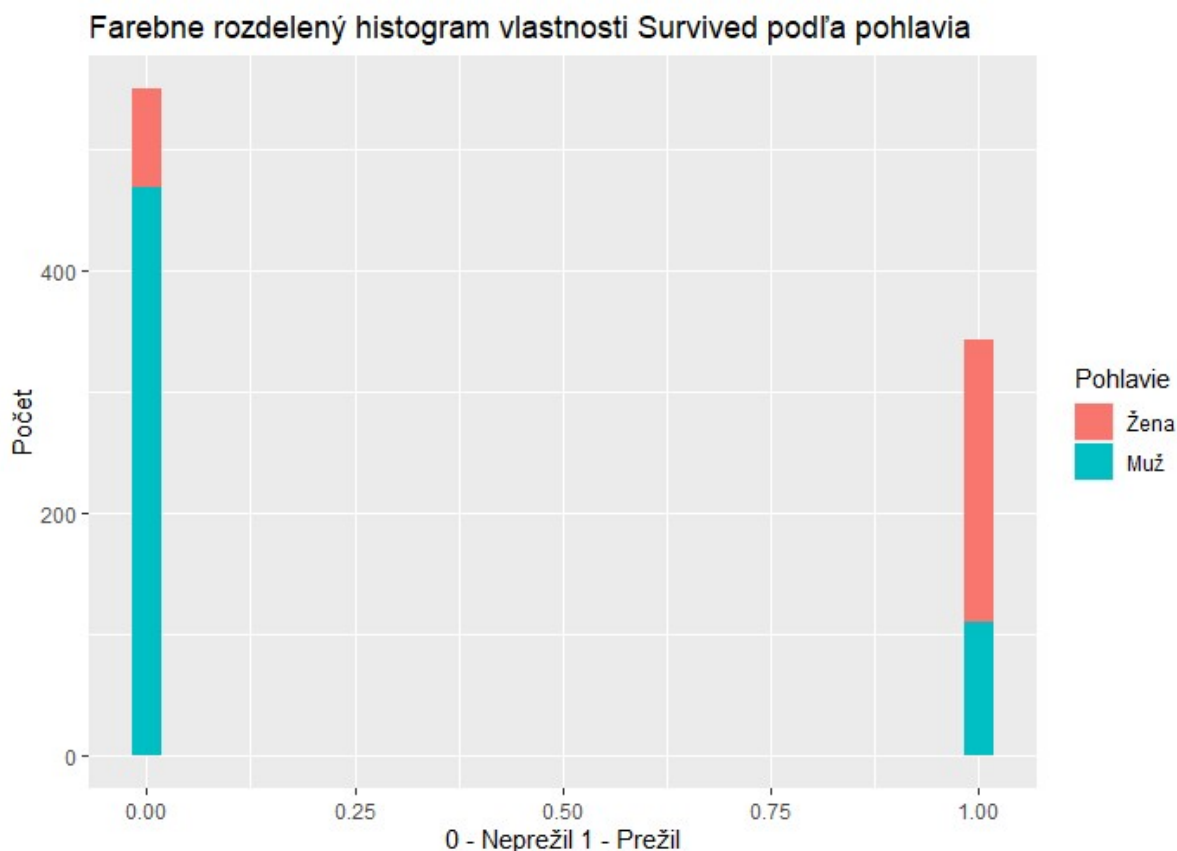 Farebne rozdelený histogram vlastnosti Survived podľa pohlavia
Počet
400
200
0
0.00
0.25
0.50
0.75
1.00
0 - Neprežil 1 - Prežil
Pohlavie
Žena
Muž